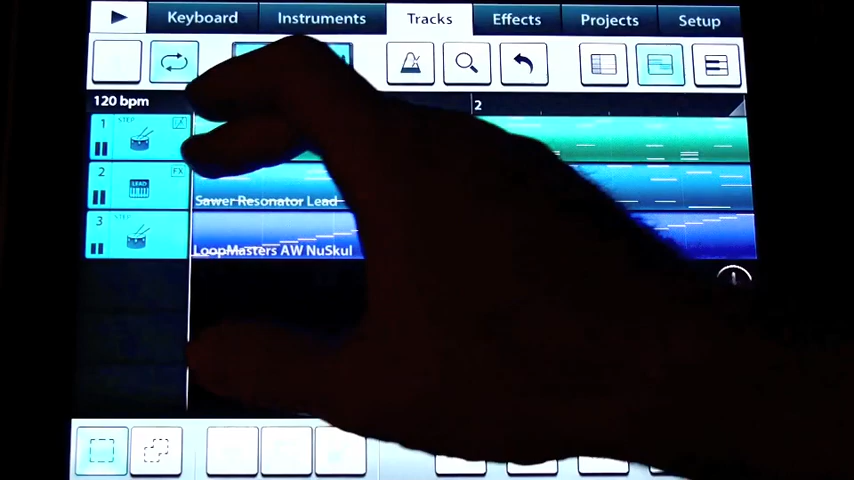 Keyboard Instruments Tracks Effects Projects Setup
120 bpm
2
1 STEP
2 LEAD FX
Sawer Resonator Lead
3 STEP
LoopMasters AW NuSkul